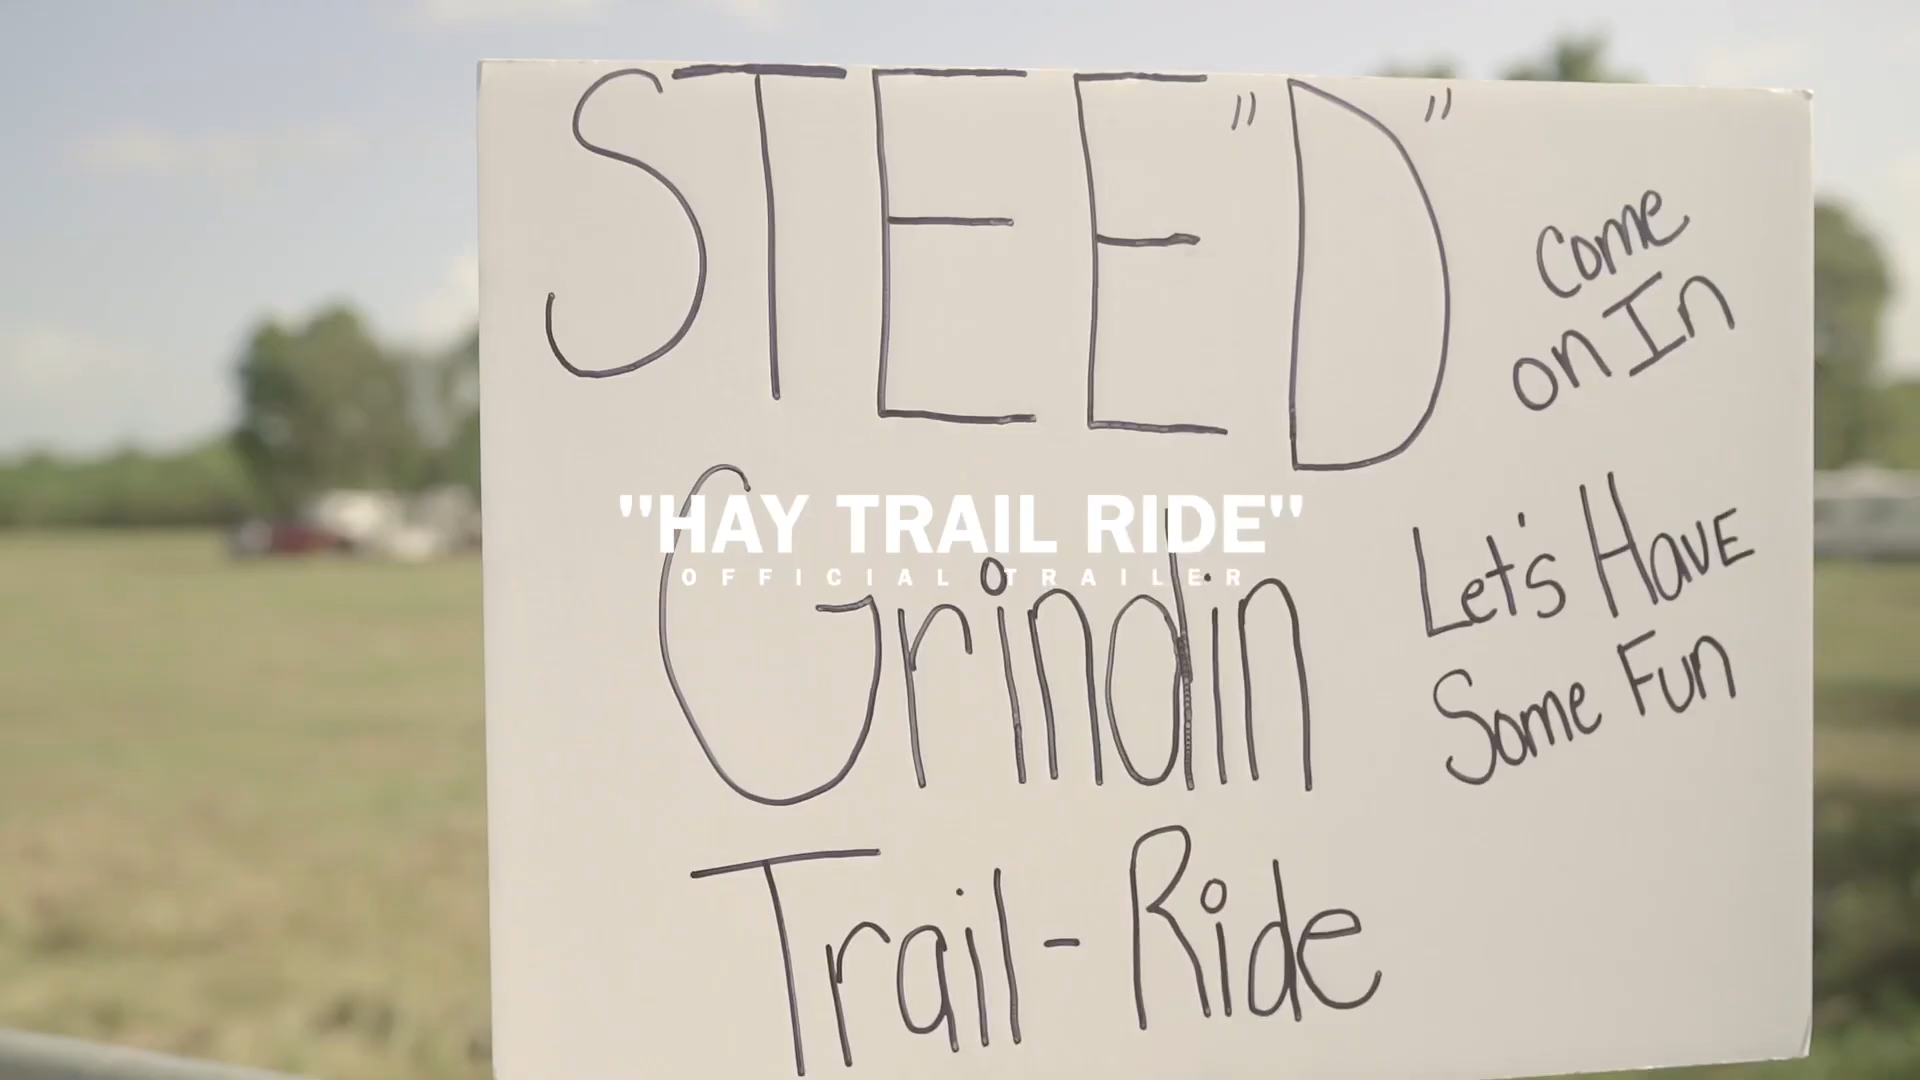 STEE"D"
Grindin
Trail-Ride
Come
on In
Let's Have
Some Fun
"HAY TRAIL RIDE"
OFFICIAL TRAILER